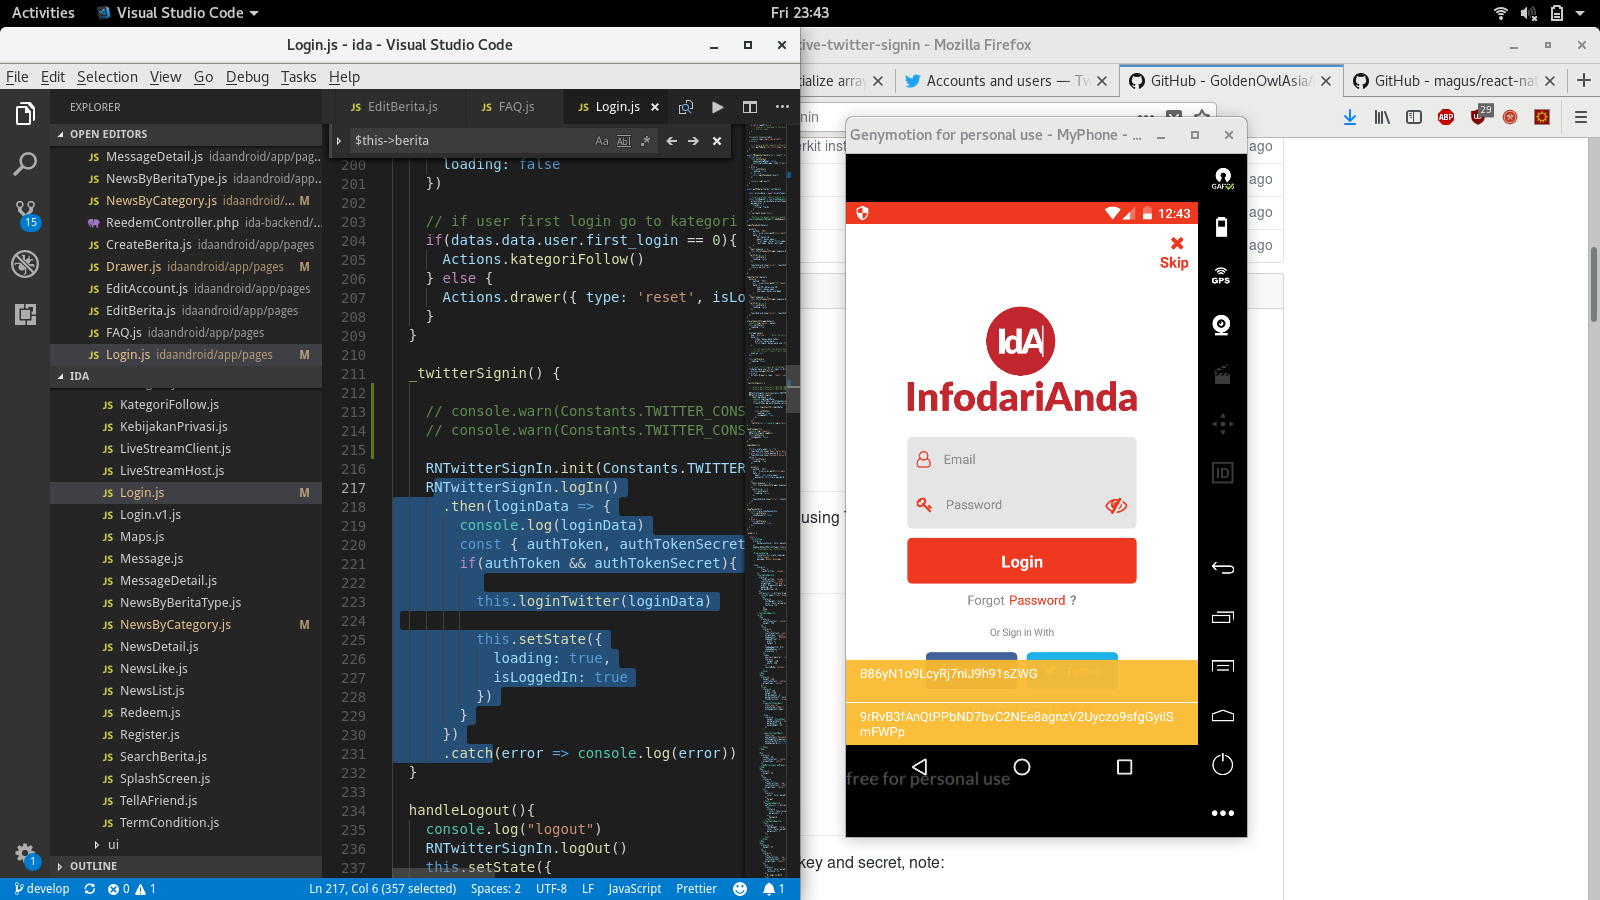 Activities
Visual Studio Code
Fri 23:43
Login.js - ida - Visual Studio Code
File Edit Selection View Go Debug Tasks Help
EXPLORER
OPEN EDITORS
JS MessageDetail.js idaandroid/app/pag...
JS NewsByBeritaType.js idaandroid/app...
JS NewsByCategory.js idaandroid/... M
ReedemController.php ida-backend/...
JS CreateBerita.js idaandroid/app/pages
JS Drawer.js idaandroid/app/pages M
JS EditAccount.js idaandroid/app/pages
JS EditBerita.js idaandroid/app/pages
JS FAQ.js idaandroid/app/pages
JS Login.js idaandroid/app/pages M
IDA
JS KategoriFollow.js
JS KebijakanPrivasi.js
JS LiveStreamClient.js
JS LiveStreamHost.js
JS Login.js M
JS Login.v1.js
JS Maps.js
JS Message.js
JS MessageDetail.js
JS NewsByBeritaType.js
JS NewsByCategory.js M
JS NewsDetail.js
JS NewsLike.js
JS NewsList.js
JS Redeem.js
JS Register.js
JS SearchBerita.js
JS SplashScreen.js
JS TellAFriend.js
JS TermCondition.js
ui
OUTLINE
15
1
JS EditBerita.js
JS FAQ.js
JS Login.js
$this->berita
Aa Abl .*
200 loading: false
201 })
202
203 // if user first login go to kategori
204 if(datas.data.user.first_login == 0){
205 Actions.kategoriFollow()
206 } else {
207 Actions.drawer({ type: 'reset', isLo
208 }
209 }
210
211 _twitterSignin() {
212
213 // console.warn(Constants.TWITTER_CONS
214 // console.warn(Constants.TWITTER_CONS
215
216 RNTwitterSignIn.init(Constants.TWITTER
217 RNTwitterSignIn.logIn()
218 .then(loginData => {
219 console.log(loginData)
220 const { authToken, authTokenSecret
221 if(authToken && authTokenSecret){
222
223 this.loginTwitter(loginData)
224
225 this.setState({
226 loading: true,
227 isLoggedIn: true
228 })
229 }
230 })
231 .catch(error => console.log(error))
232 }
233
234 handleLogout(){
235 console.log("logout")
236 RNTwitterSignIn.logOut()
237 this.setState({
develop
0 1
Ln 217, Col 6 (357 selected)
Spaces: 2
UTF-8
LF
JavaScript
Prettier
1
tive-twitter-signin - Mozilla Firefox
ialize array
Accounts and users — Tw
GitHub - GoldenOwlAsia/
GitHub - magus/react-nat
nin
ABP
29
erkit inst
ago
ago
ago
ago
using T
key and secret, note:
Genymotion for personal use - MyPhone - ...
12:43
Skip
IdA
InfodariAnda
Email
Password
Login
Forgot Password ?
Or Sign in With
B86yN1o9LcyRj7niJ9h91sZWG
9rRvB3fAnQtPPbND7bvC2NEe8agnzV2Uyczo9sfgGyilS
mFWPp
free for personal use
GAPPS
GPS
ID